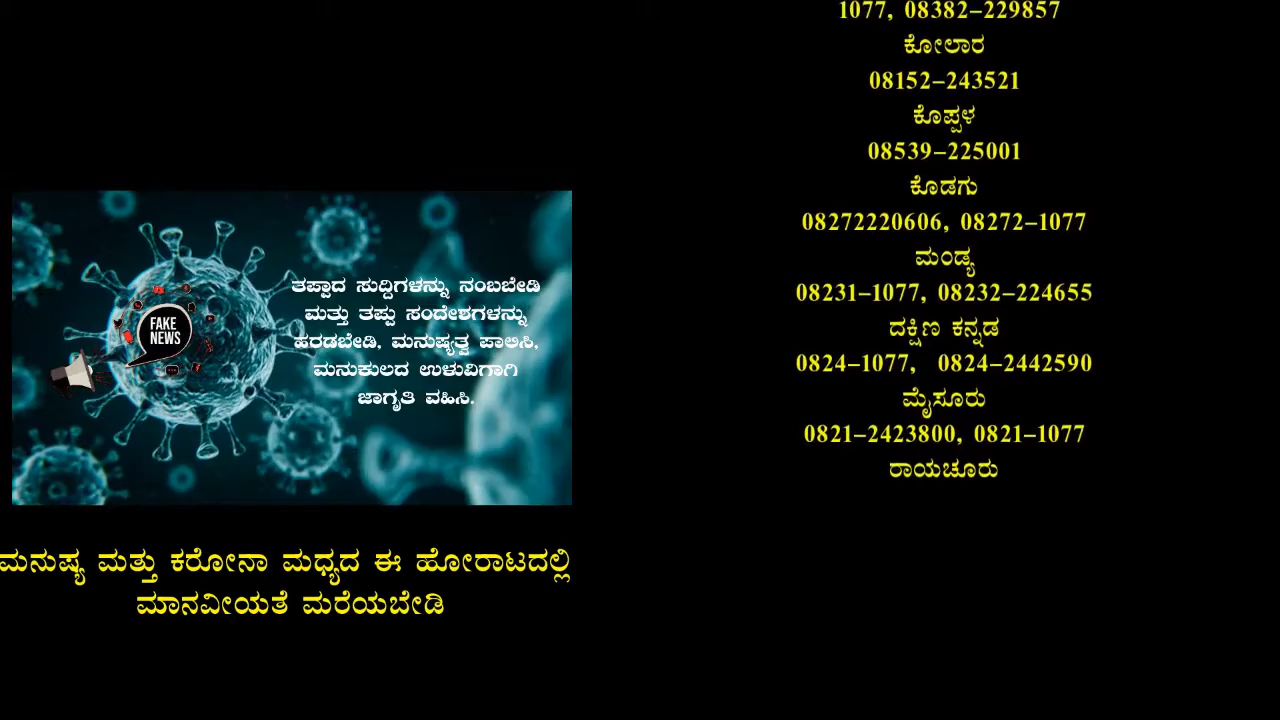 FAKE
NEWS
ತಪ್ಪಾದ ಸುದ್ದಿಗಳನ್ನು ನಂಬಬೇಡಿ
ಮತ್ತು ತಪ್ಪು ಸಂದೇಶಗಳನ್ನು
ಹರಡಬೇಡಿ, ಮನುಷ್ಯತ್ವ ಪಾಲಿಸಿ,
ಮನುಕುಲದ ಉಳುವಿಗಾಗಿ
ಜಾಗೃತಿ ವಹಿಸಿ.
ಮನುಷ್ಯ ಮತ್ತು ಕರೋನಾ ಮಧ್ಯದ ಈ ಹೋರಾಟದಲ್ಲಿ
ಮಾನವೀಯತೆ ಮರೆಯಬೇಡಿ
1077, 08382-229857
ಕೋಲಾರ
08152-243521
ಕೊಪ್ಪಳ
08539-225001
ಕೊಡಗು
08272220606, 08272-1077
ಮಂಡ್ಯ
08231-1077, 08232-224655
ದಕ್ಷಿಣ ಕನ್ನಡ
0824-1077, 0824-2442590
ಮೈಸೂರು
0821-2423800, 0821-1077
ರಾಯಚೂರು